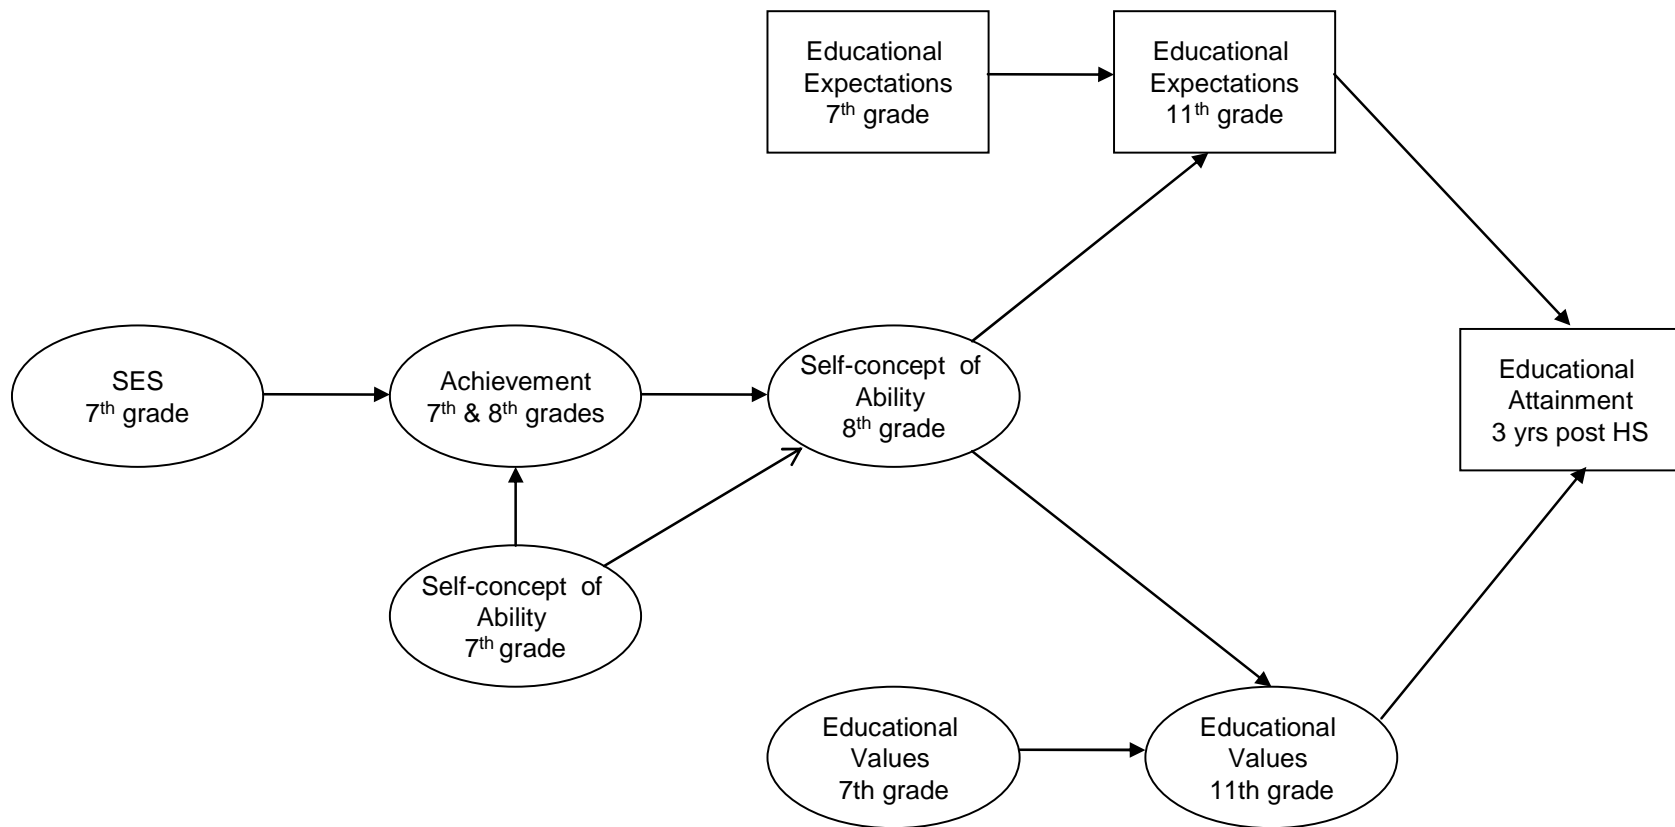 Educational
Expectations
7th grade
Educational
Expectations
11th grade
SES
7th grade
Achievement
7th & 8th grades
Self-concept of
Ability
8th grade
Educational
Attainment
3 yrs post HS
Self-concept of
Ability
7th grade
Educational
Values
7th grade
Educational
Values
11th grade